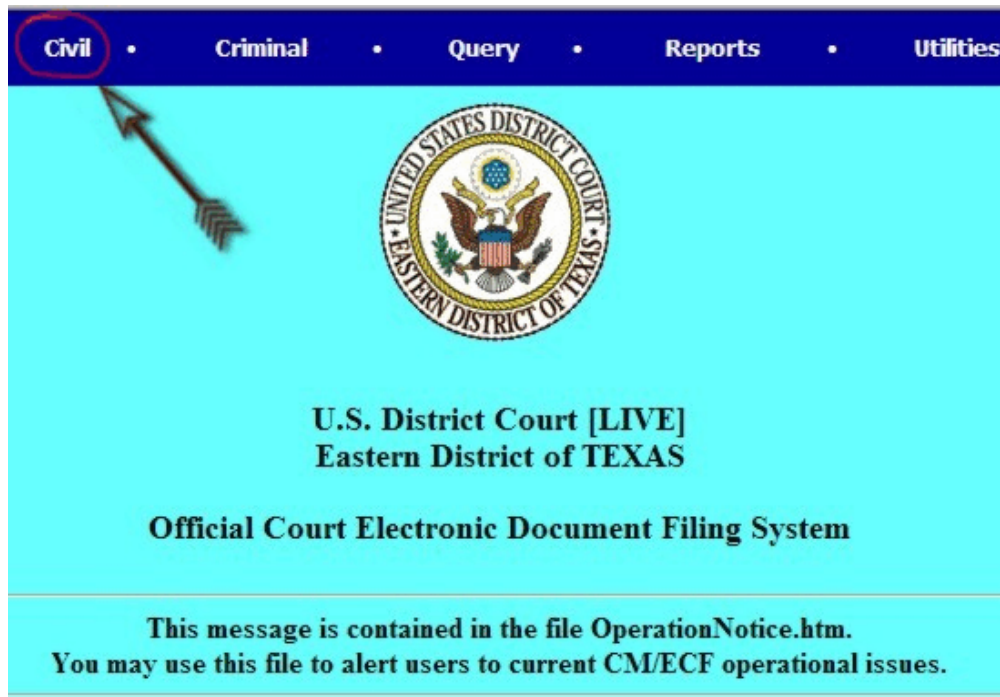 Civil • Criminal • Query • Reports • Utilities
UNITED STATES DISTRICT COURT
• EASTERN DISTRICT OF TEXAS •
U.S. District Court [LIVE]
Eastern District of TEXAS
Official Court Electronic Document Filing System
This message is contained in the file OperationNotice.htm.
You may use this file to alert users to current CM/ECF operational issues.